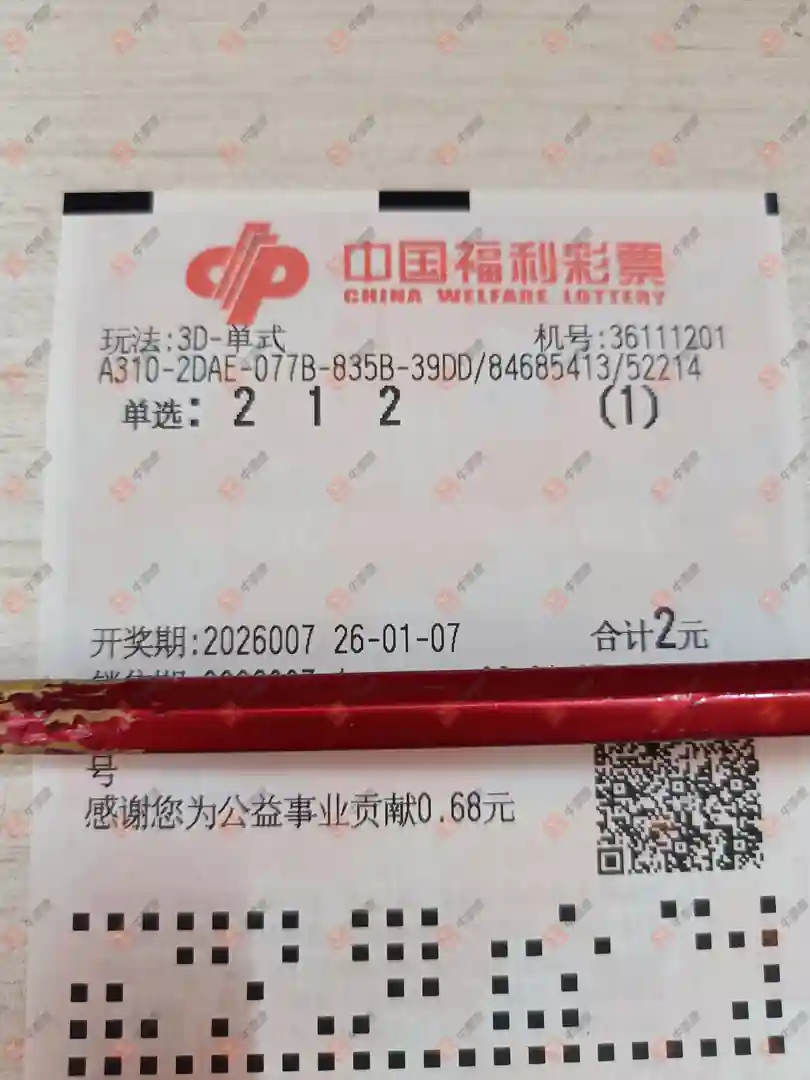 中国福利彩票
CHINA WELFARE LOTTERY
玩法:3D-单式 机号:36111201
A310-2DAE-077B-835B-39DD/84685413/52214
单选: 2 1 2 (1)
开奖期:2026007 26-01-07 合计2元
号
感谢您为公益事业贡献0.68元